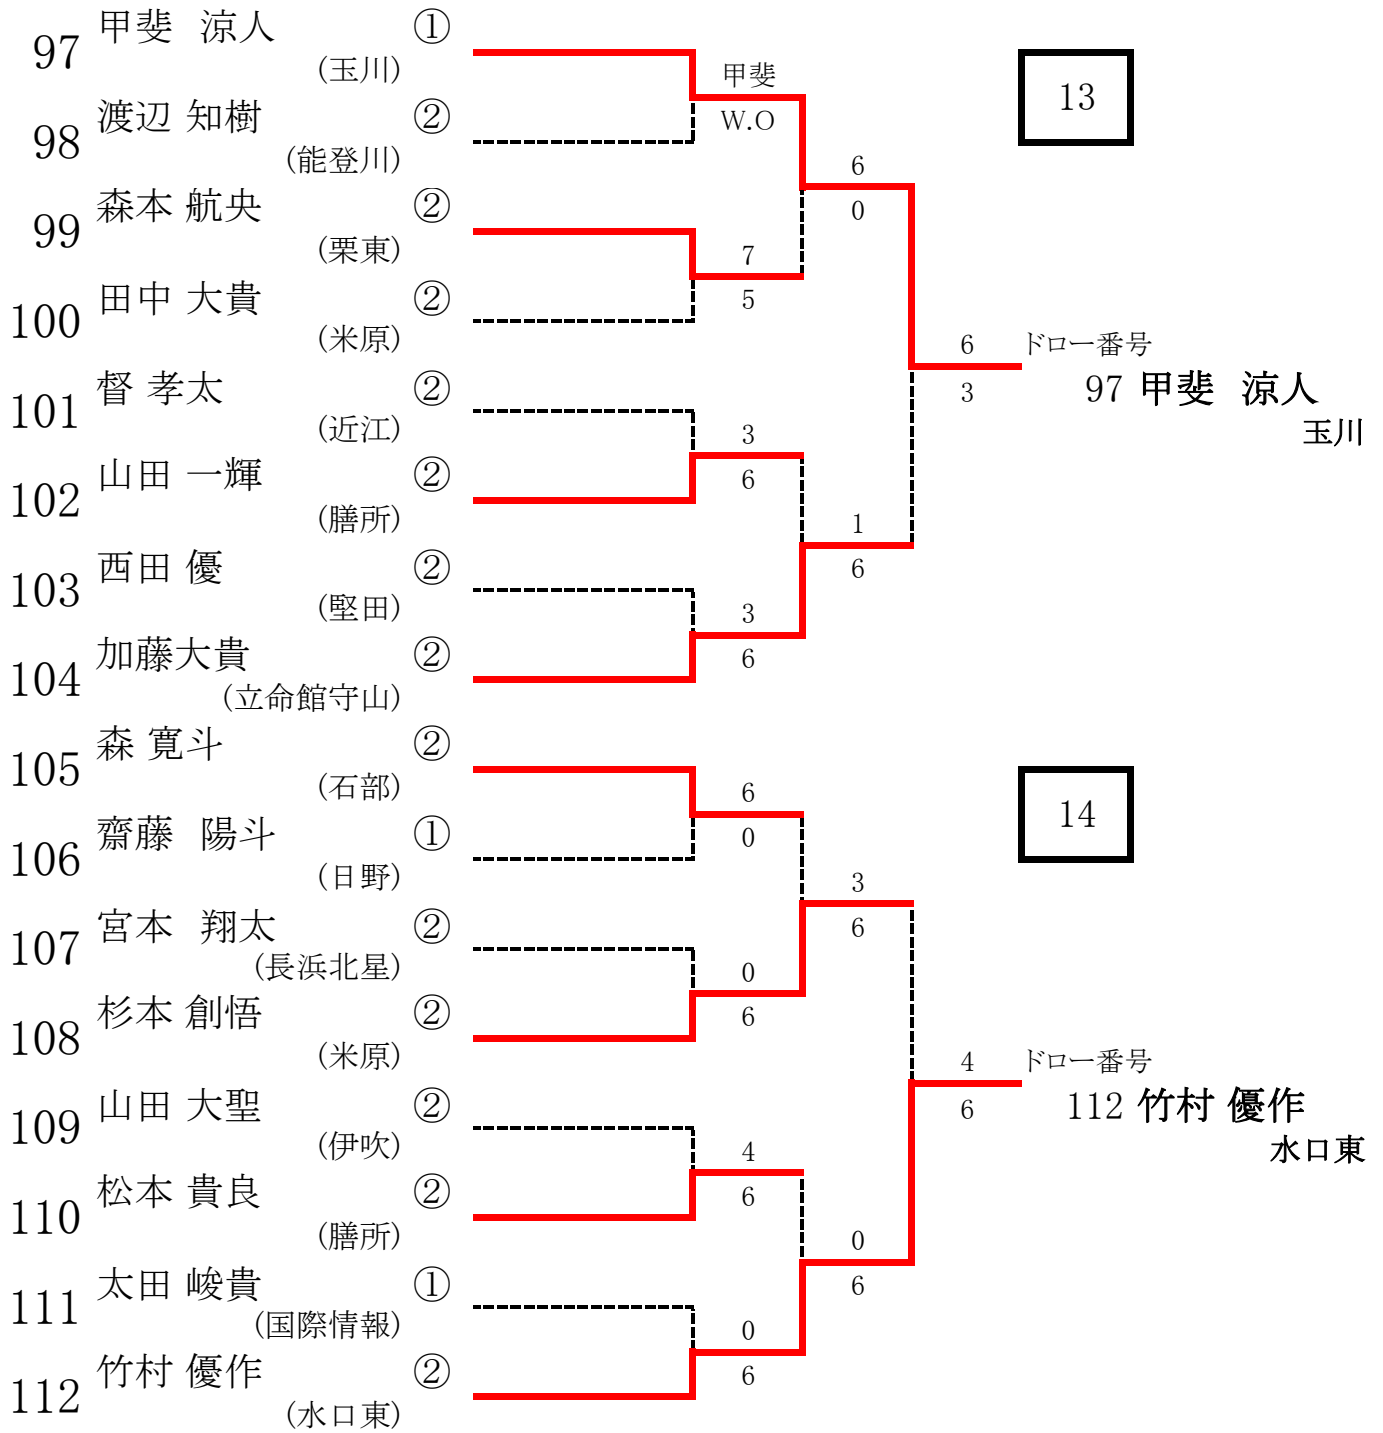 97 甲斐 涼人 ①
(玉川)
98 渡辺 知樹 ②
(能登川)
99 森本 航央 ②
(栗東)
100 田中 大貴 ②
(米原)
101 督 孝太 ②
(近江)
102 山田 一輝 ②
(膳所)
103 西田 優 ②
(堅田)
104 加藤大貴 ②
(立命館守山)
105 森 寛斗 ②
(石部)
106 齋藤 陽斗 ①
(日野)
107 宮本 翔太 ②
(長浜北星)
108 杉本 創悟 ②
(米原)
109 山田 大聖 ②
(伊吹)
110 松本 貴良 ②
(膳所)
111 太田 峻貴 ①
(国際情報)
112 竹村 優作 ②
(水口東)
甲斐
W.O
7
5
3
6
3
6
6
0
0
6
4
6
0
6
6
0
1
6
3
6
0
6
6
3
4
6
13
ドロー番号
97 甲斐 涼人
玉川
14
ドロー番号
112 竹村 優作
水口東